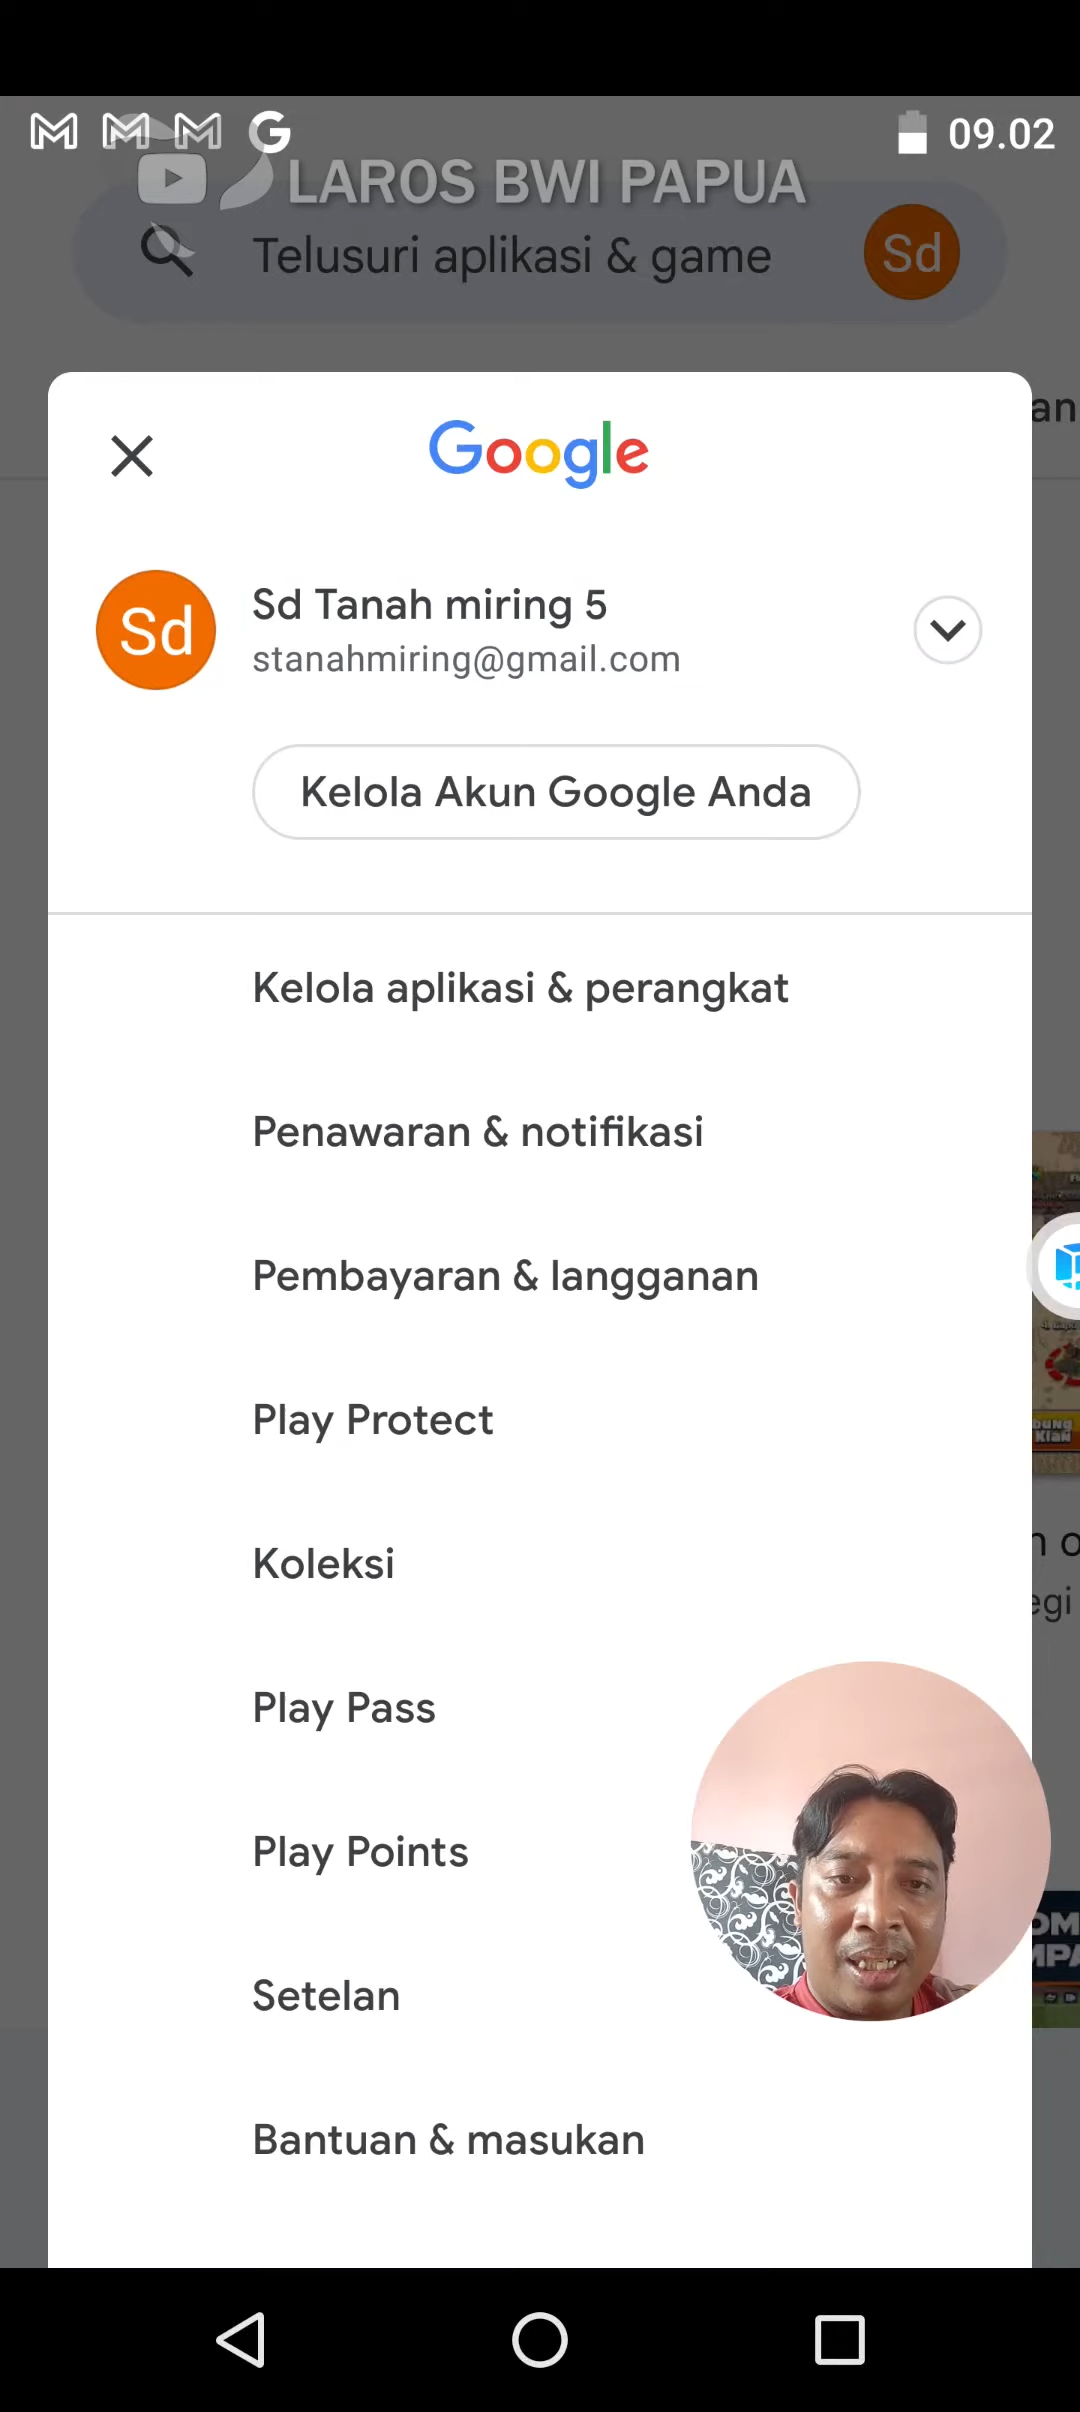 09.02
LAROS BWI PAPUA
Telusuri aplikasi & game
Sd
Google
Sd
Sd Tanah miring 5
stanahmiring@gmail.com
Kelola Akun Google Anda
Kelola aplikasi & perangkat
Penawaran & notifikasi
Pembayaran & langganan
Play Protect
Koleksi
Play Pass
Play Points
Setelan
Bantuan & masukan